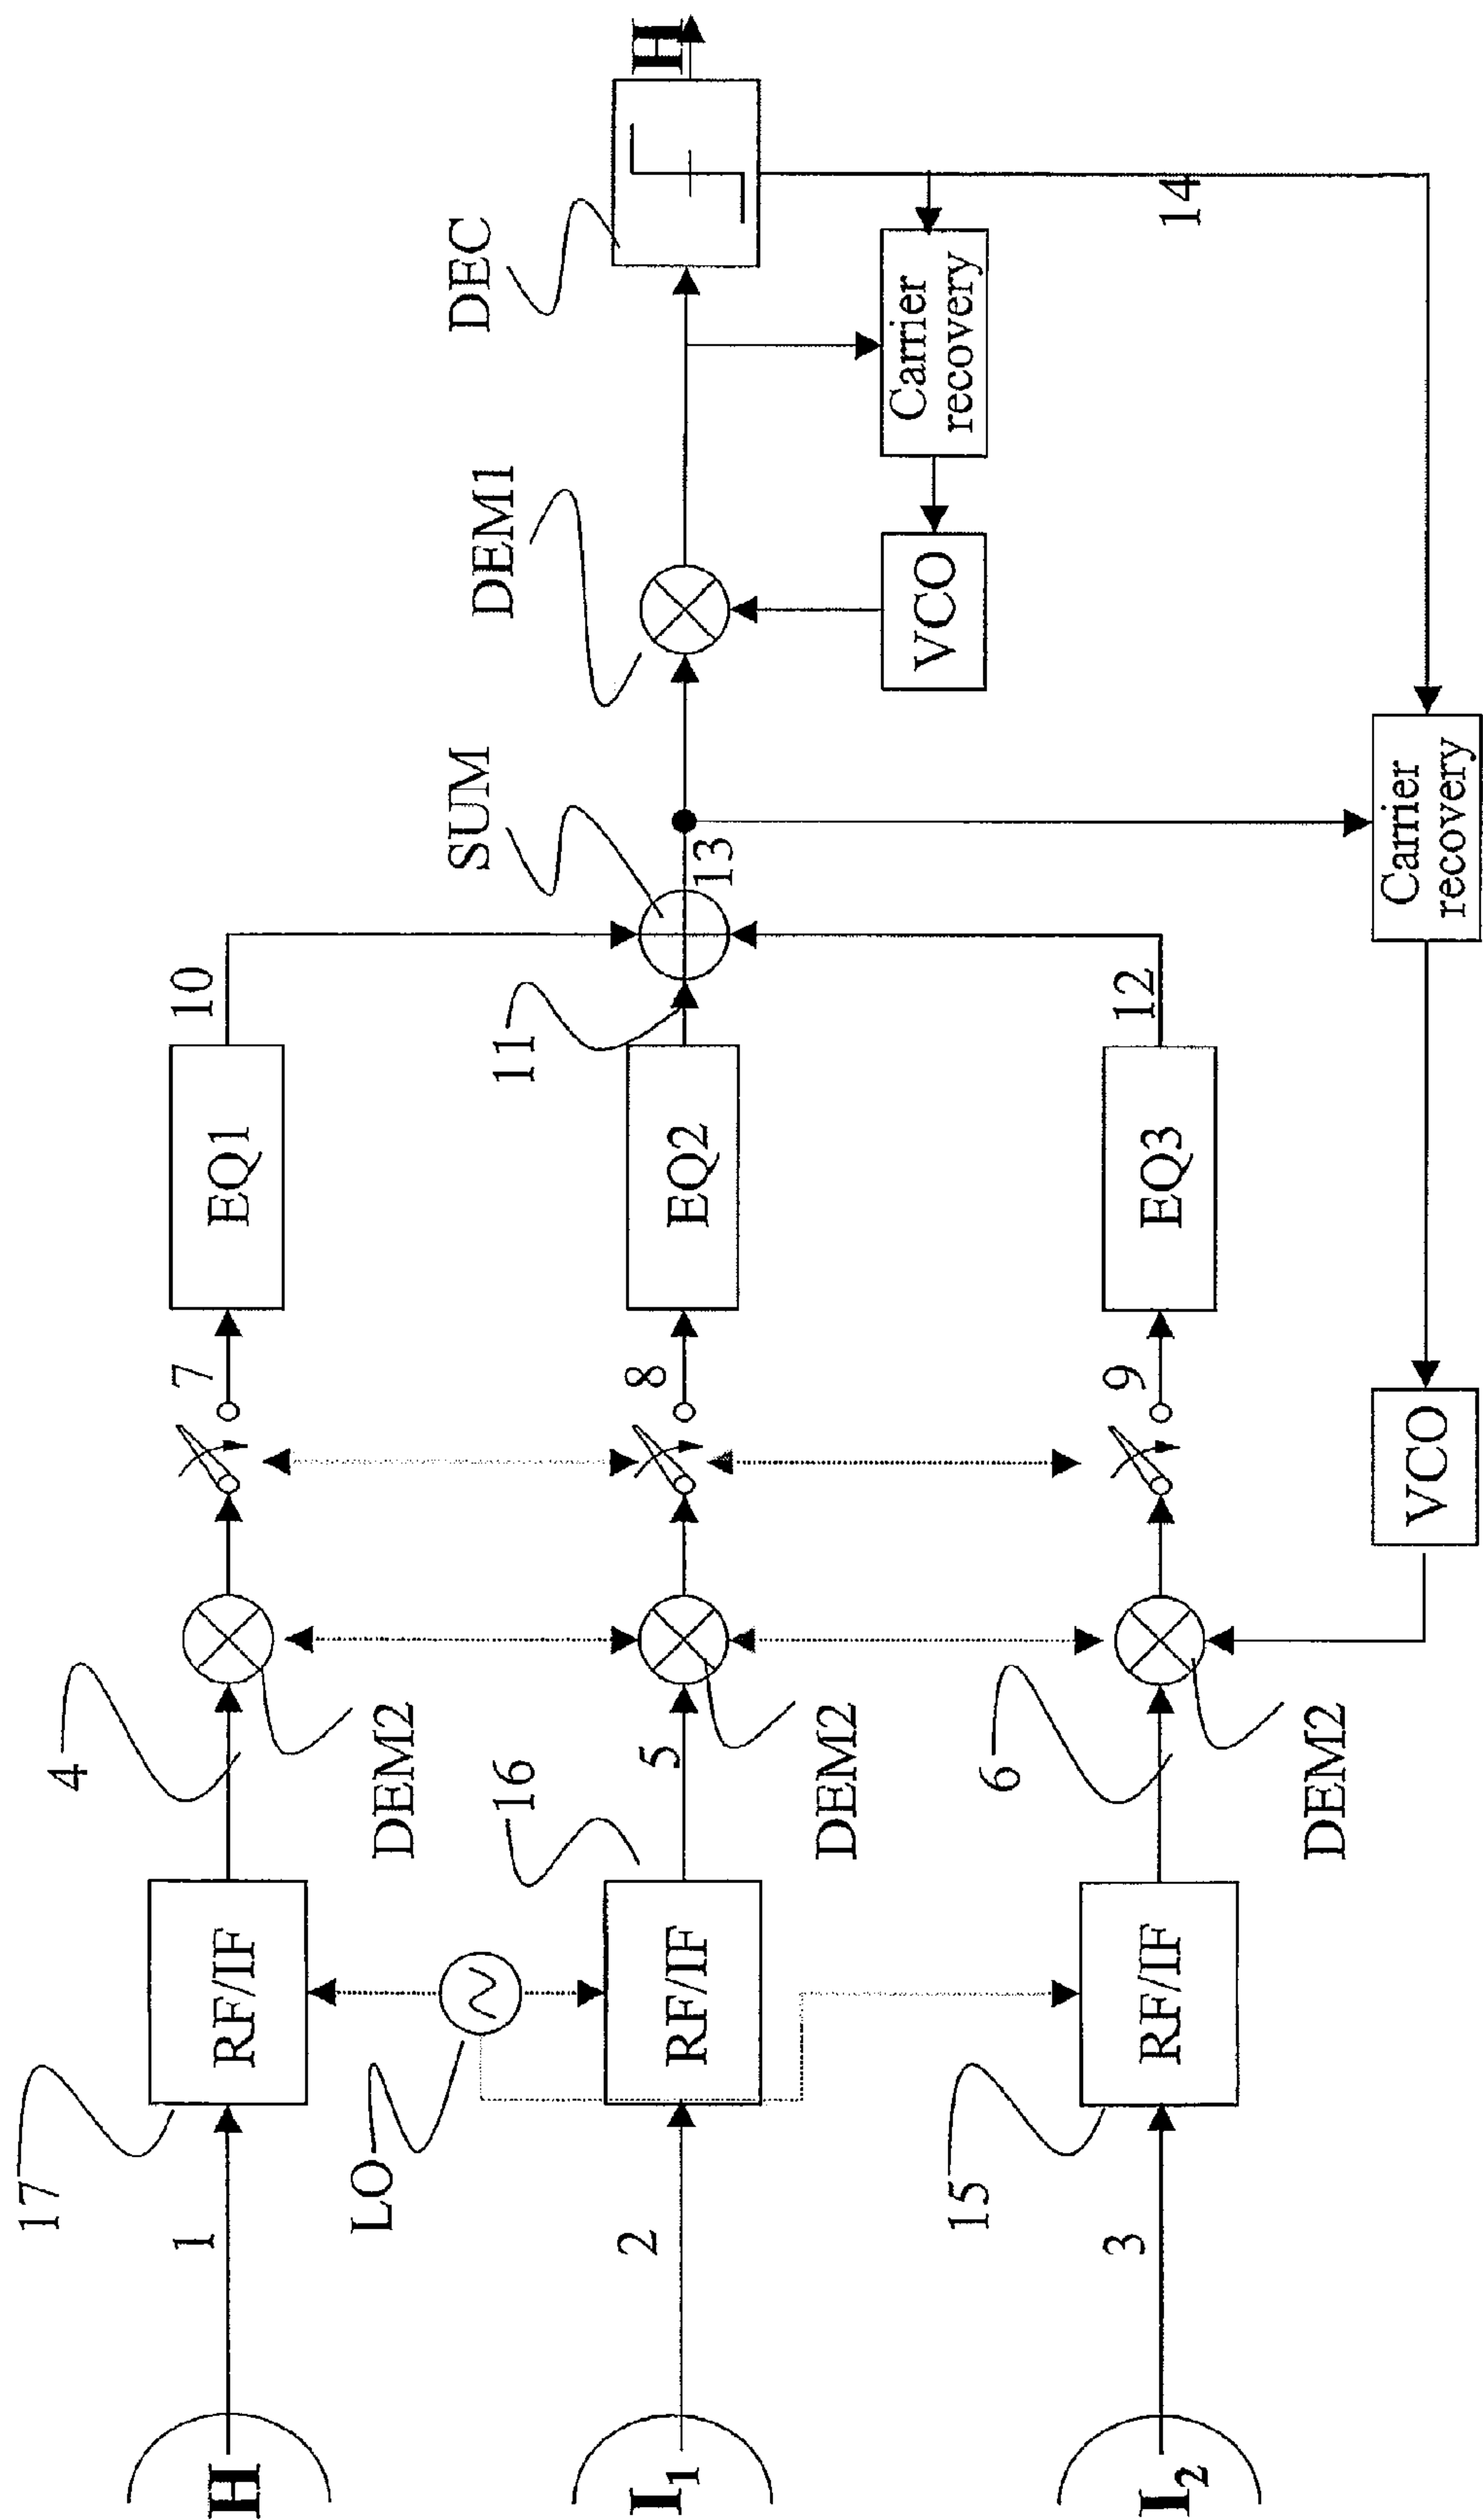 H
1
17
RF/IF
4
DEM2
7
EQ1
10
LO
I1
2
16
RF/IF
5
DEM2
8
EQ2
11
SUM
13
DEM1
DEC
H
VCO
Carrier
recovery
14
I2
3
15
RF/IF
6
DEM2
9
EQ3
12
VCO
Carrier
recovery